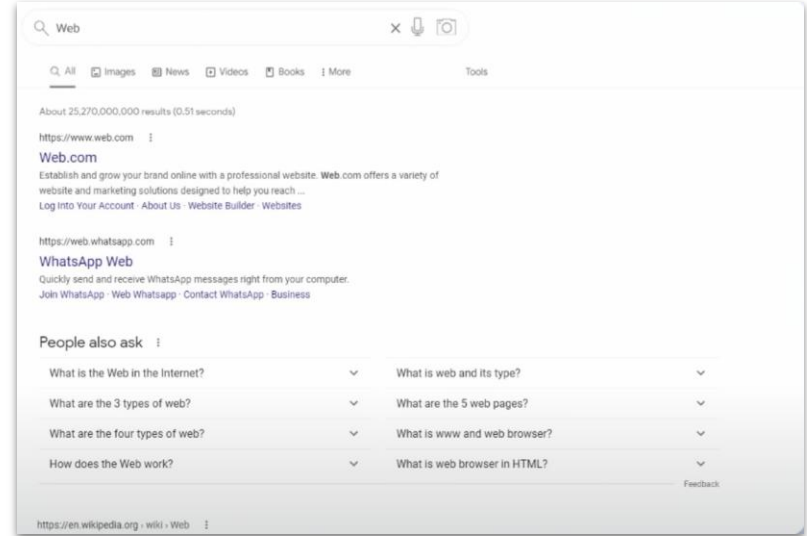 Web
All Images News Videos Books More Tools
About 25,270,000,000 results (0.51 seconds)
https://www.web.com
Web.com
Establish and grow your brand online with a professional website. Web.com offers a variety of
website and marketing solutions designed to help you reach ...
Log Into Your Account · About Us · Website Builder · Websites
https://web.whatsapp.com
WhatsApp Web
Quickly send and receive WhatsApp messages right from your computer.
Join WhatsApp · Web Whatsapp · Contact WhatsApp · Business
People also ask
What is the Web in the Internet?
What is web and its type?
What are the 3 types of web?
What are the 5 web pages?
What are the four types of web?
What is www and web browser?
How does the Web work?
What is web browser in HTML?
Feedback
https://en.wikipedia.org › wiki › Web